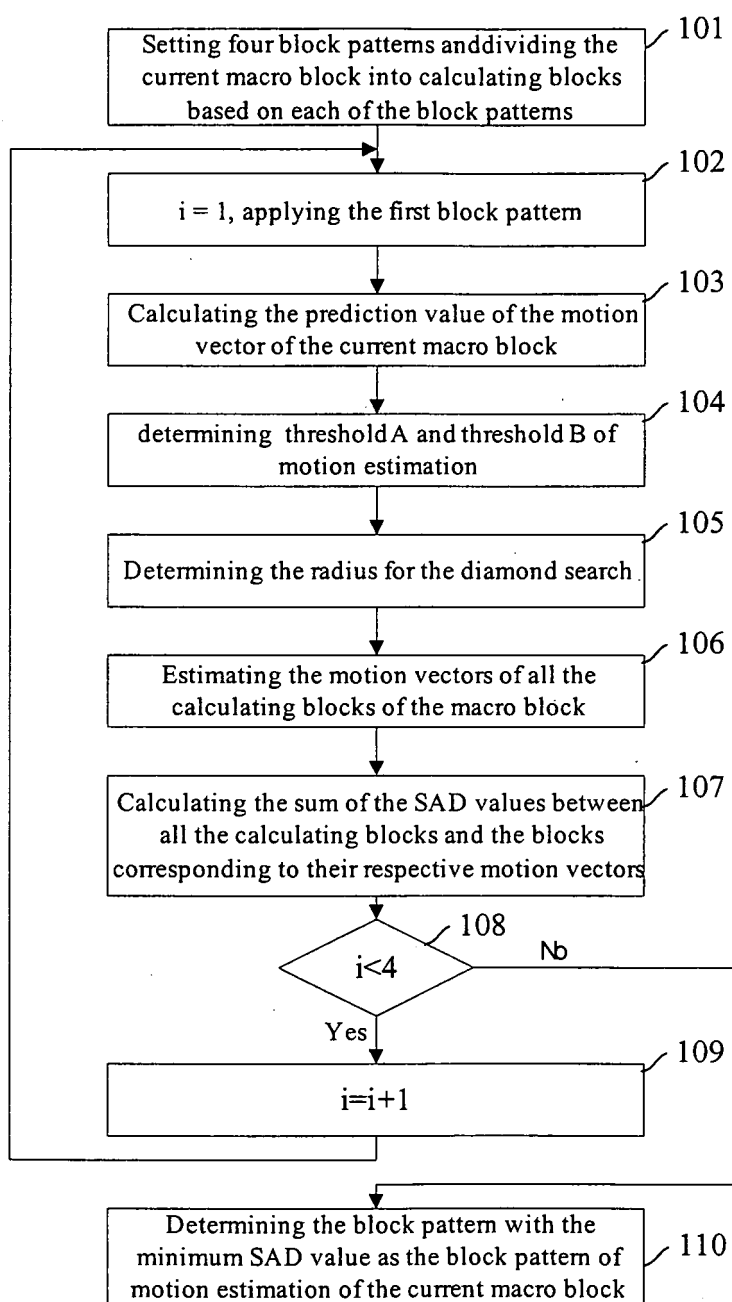 101
Setting four block patterns anddividing the
current macro block into calculating blocks
based on each of the block patterns
102
i = 1, applying the first block pattern
103
Calculating the prediction value of the motion
vector of the current macro block
104
determining threshold A and threshold B of
motion estimation
105
Determining the radius for the diamond search
106
Estimating the motion vectors of all the
calculating blocks of the macro block
107
Calculating the sum of the SAD values between
all the calculating blocks and the blocks
corresponding to their respective motion vectors
108
i<4
No
Yes
109
i=i+1
Determining the block pattern with the
minimum SAD value as the block pattern of
motion estimation of the current macro block
110